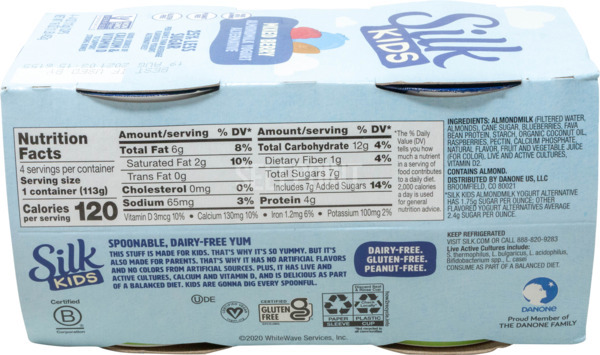 Silk
KIDS
MIXED BERRY
ALMONDMILK YOGURT
ALTERNATIVE
25% LESS
SUGAR
CALCIUM &
VITAMIN D
BEST
Nutrition
Facts
4 servings per container
Serving size
1 container (113g)
Calories 120
per serving
Amount/serving % DV*
Total Fat 6g 8%
Saturated Fat 2g 10%
Trans Fat 0g
Cholesterol 0mg 0%
Sodium 65mg 3%
Amount/serving % DV*
Total Carbohydrate 12g 4%
Dietary Fiber 1g 4%
Total Sugars 7g
Includes 7g Added Sugars 14%
Protein 4g
Vitamin D 3mcg 10% • Calcium 130mg 10% • Iron 1.2mg 6% • Potassium 100mg 2%
*The % Daily
Value (DV)
tells you how
much a nutrient
in a serving of
food contributes
to a daily diet.
2,000 calories
a day is used
for general
nutrition advice.
INGREDIENTS: ALMONDMILK (FILTERED WATER,
ALMONDS), CANE SUGAR, BLUEBERRIES, FAVA
BEAN PROTEIN, STARCH, ORGANIC COCONUT OIL,
RASPBERRIES, PECTIN, CALCIUM PHOSPHATE,
NATURAL FLAVOR, FRUIT AND VEGETABLE JUICE
(FOR COLOR), LIVE AND ACTIVE CULTURES,
VITAMIN D2.
CONTAINS ALMOND.
DISTRIBUTED BY DANONE US, LLC
BROOMFIELD, CO 80021
SILK KIDS ALMONDMILK YOGURT ALTERNATIVE
HAS 1.75g SUGAR PER OUNCE; OTHER
FLAVORED YOGURT ALTERNATIVES AVERAGE
2.4g SUGAR PER OUNCE.
KEEP REFRIGERATED
VISIT SILK.COM OR CALL 888-820-9283
Live Active Cultures Include:
S. thermophilus, L. bulgaricus, L. acidophilus,
Bifidobacterium spp., L. casei
CONSUME AS PART OF A BALANCED DIET.
Silk
KIDS
SPOONABLE, DAIRY-FREE YUM
THIS STUFF IS MADE FOR KIDS. THAT'S WHY IT'S SO YUMMY. BUT IT'S
ALSO MADE FOR PARENTS. THAT'S WHY IT HAS NO ARTIFICIAL FLAVORS
AND NO COLORS FROM ARTIFICIAL SOURCES. PLUS, IT HAS LIVE AND
ACTIVE CULTURES, CALCIUM AND VITAMIN D, AND IS DELICIOUS AS PART
OF A BALANCED DIET. KIDS ARE GONNA DIG EVERY SPOONFUL.
DAIRY-FREE.
GLUTEN-FREE.
PEANUT-FREE.
Certified
B
Corporation
UDE
CERTIFIED
GLUTEN
FREE
PAPER
SLEEVE
PLASTIC
CUP
DANONE
Proud Member of
THE DANONE FAMILY
©2020 WhiteWave Services, Inc.